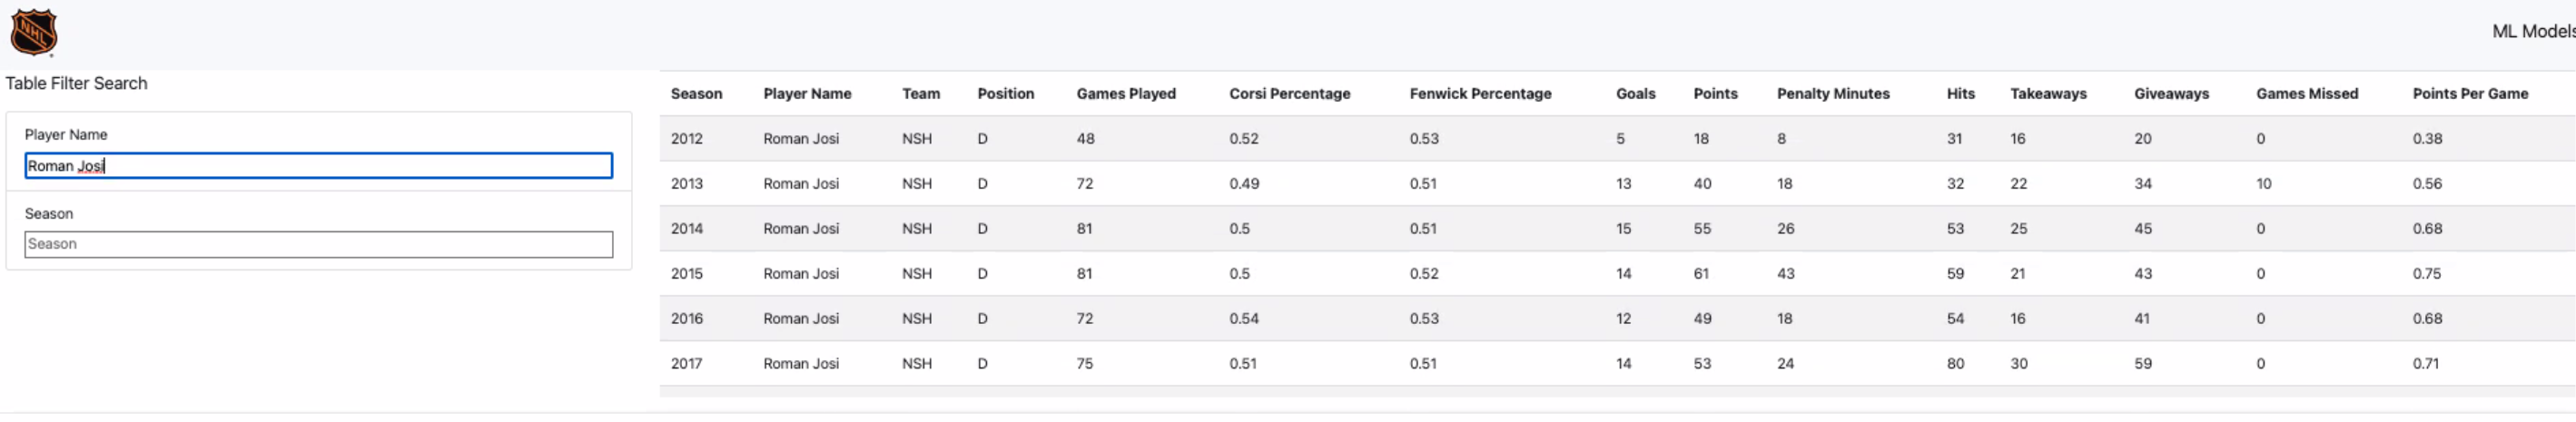 NHL
ML Models
Table Filter Search
Player Name
Roman Josi
Season
Season
Season Player Name Team Position Games Played Corsi Percentage Fenwick Percentage Goals Points Penalty Minutes Hits Takeaways Giveaways Games Missed Points Per Game
2012 Roman Josi NSH D 48 0.52 0.53 5 18 8 31 16 20 0 0.38
2013 Roman Josi NSH D 72 0.49 0.51 13 40 18 32 22 34 10 0.56
2014 Roman Josi NSH D 81 0.5 0.51 15 55 26 53 25 45 0 0.68
2015 Roman Josi NSH D 81 0.5 0.52 14 61 43 59 21 43 0 0.75
2016 Roman Josi NSH D 72 0.54 0.53 12 49 18 54 16 41 0 0.68
2017 Roman Josi NSH D 75 0.51 0.51 14 53 24 80 30 59 0 0.71